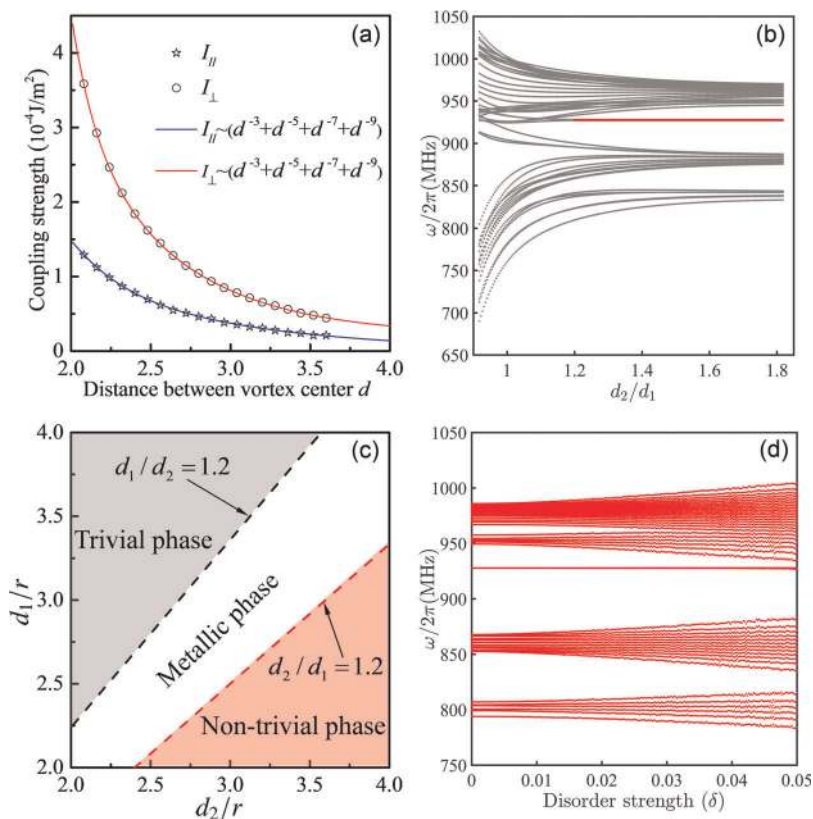 (a)
I∥
I⊥
I∥~(d⁻³+d⁻⁵+d⁻⁷+d⁻⁹)
I⊥~(d⁻³+d⁻⁵+d⁻⁷+d⁻⁹)
Coupling strength (10⁻⁴J/m²)
4
3
2
1
0
2.0 2.5 3.0 3.5 4.0
Distance between vortex center d
(b)
ω/2π(MHz)
1050
1000
950
900
850
800
750
700
650
1 1.2 1.4 1.6 1.8
d₂/d₁
(c)
d₁/d₂=1.2
Trivial phase
Metallic phase
d₂/d₁=1.2
Non-trivial phase
d₁/r
4.0
3.5
3.0
2.5
2.0
2.0 2.5 3.0 3.5 4.0
d₂/r
(d)
ω/2π(MHz)
1050
1000
950
900
850
800
750
0 0.01 0.02 0.03 0.04 0.05
Disorder strength (δ)